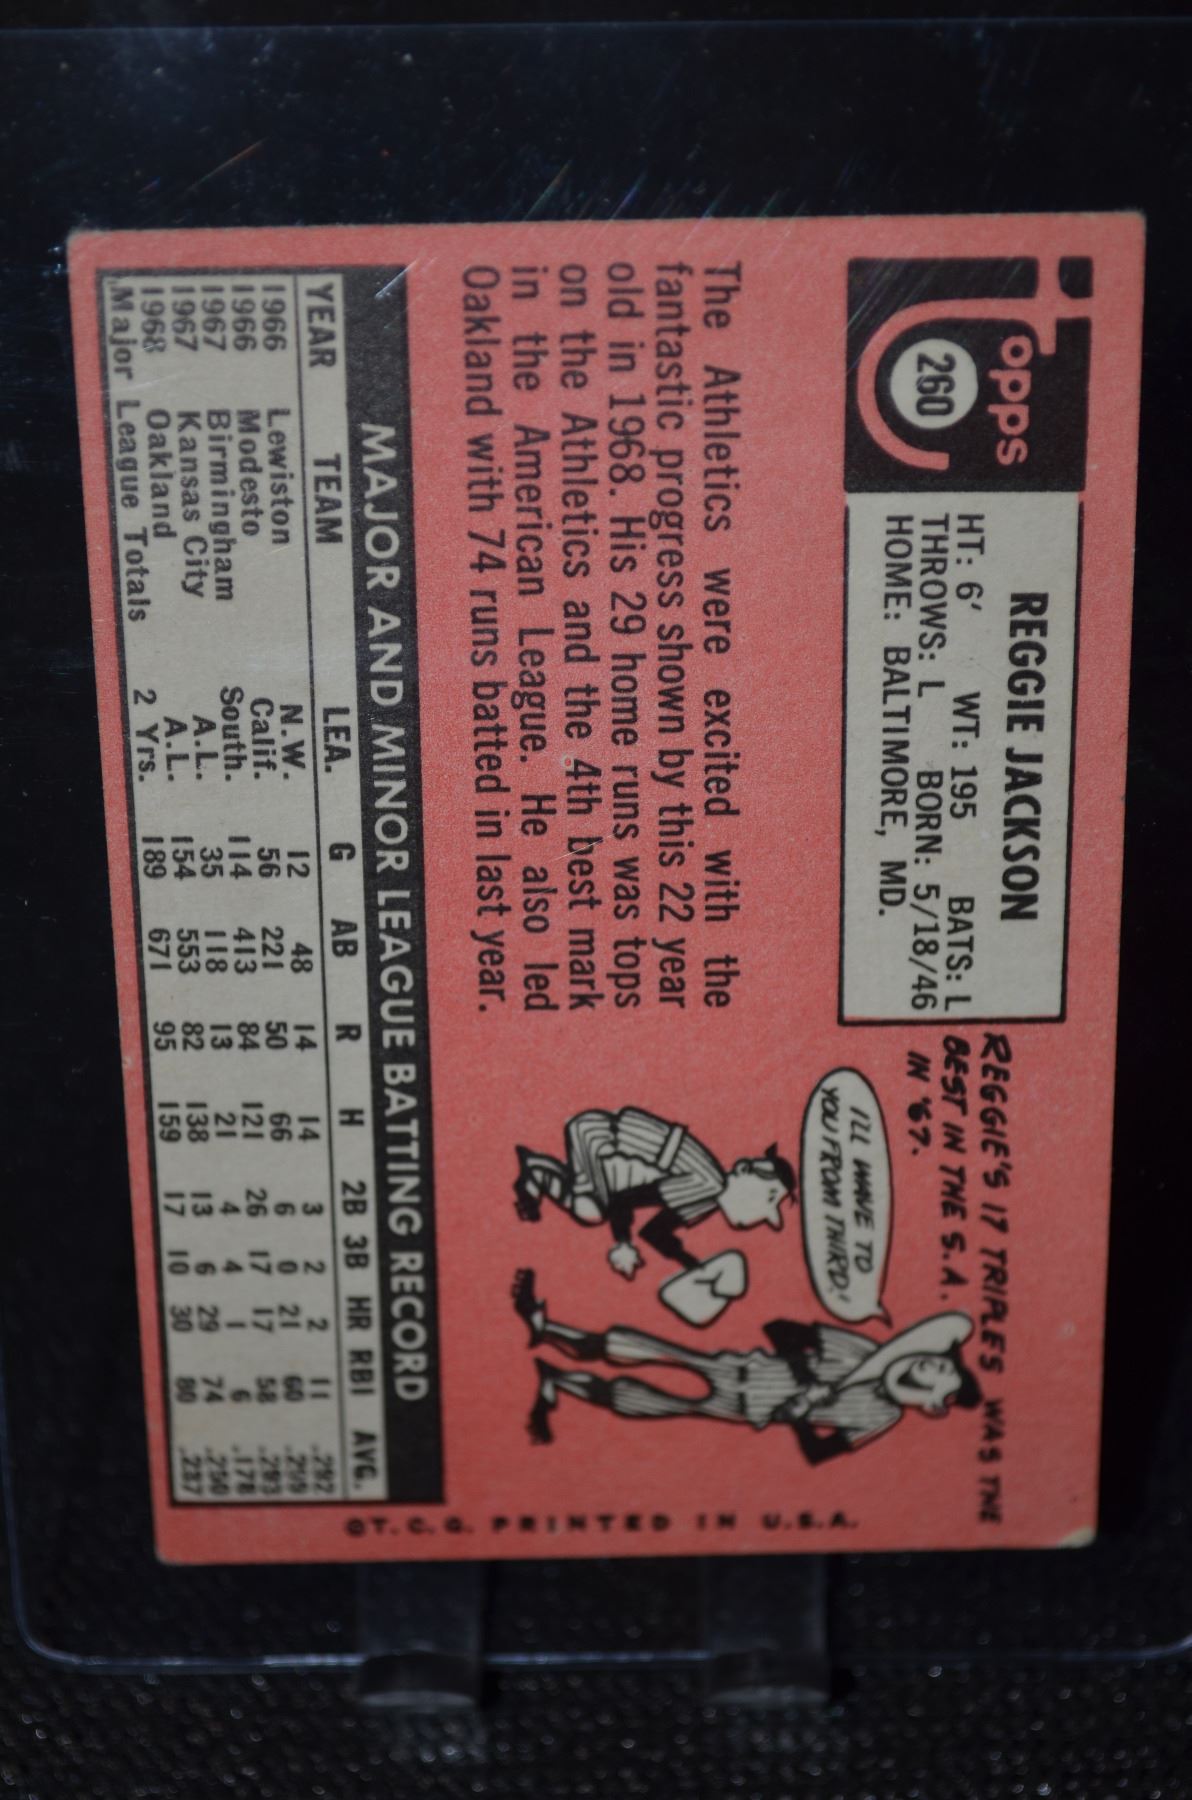 Topps
260
REGGIE JACKSON
HT: 6' WT: 195 BATS: L
THROWS: L BORN: 5/18/46
HOME: BALTIMORE, MD.
REGGIE'S 17 TRIPLES WAS THE
BEST IN THE S.A.
IN '67.
I'LL HAVE TO
YOU FROM THIRD!
The Athletics were excited with the
fantastic progress shown by this 22 year
old in 1968. His 29 home runs was tops
on the Athletics and the 4th best mark
in the American League. He also led
Oakland with 74 runs batted in last year.
MAJOR AND MINOR LEAGUE BATTING RECORD
YEAR TEAM LEA. G AB R H 2B 3B HR RBI AVG.
1966 Lewiston N.W. 12 48 14 14 3 2 2 11 .292
1966 Modesto Calif. 56 221 50 66 6 0 21 60 .299
1967 Birmingham South. 114 413 84 121 26 17 17 58 .293
1967 Kansas City A.L. 35 118 13 21 4 4 1 6 .178
1968 Oakland A.L. 154 553 82 138 13 6 29 74 .250
Major League Totals 2 Yrs. 189 671 95 159 17 10 30 80 .237
©T.C.G. PRINTED IN U.S.A.